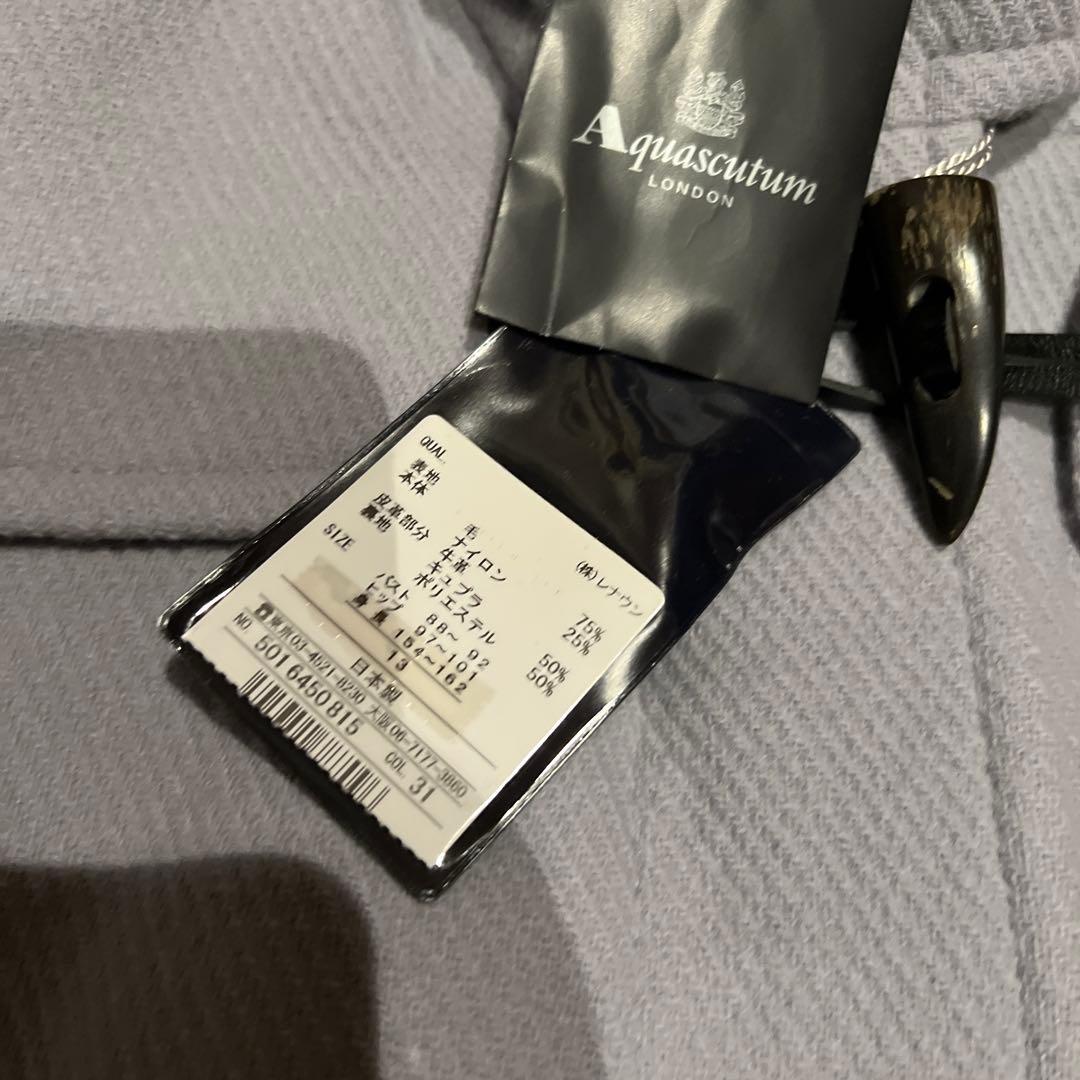 Aquascutum
LONDON
QUAL.
(株)レナウン
表地
本体 毛 75%
ナイロン 25%
皮革部分 牛革
裏地 キュプラ 50%
ポリエステル 50%
SIZE バスト 88~ 92
ヒップ 97~101
身長 154~162
13
日本製
☎東京03-4521-8230 大阪06-7177-3860
NO. 5016450815 COL. 31